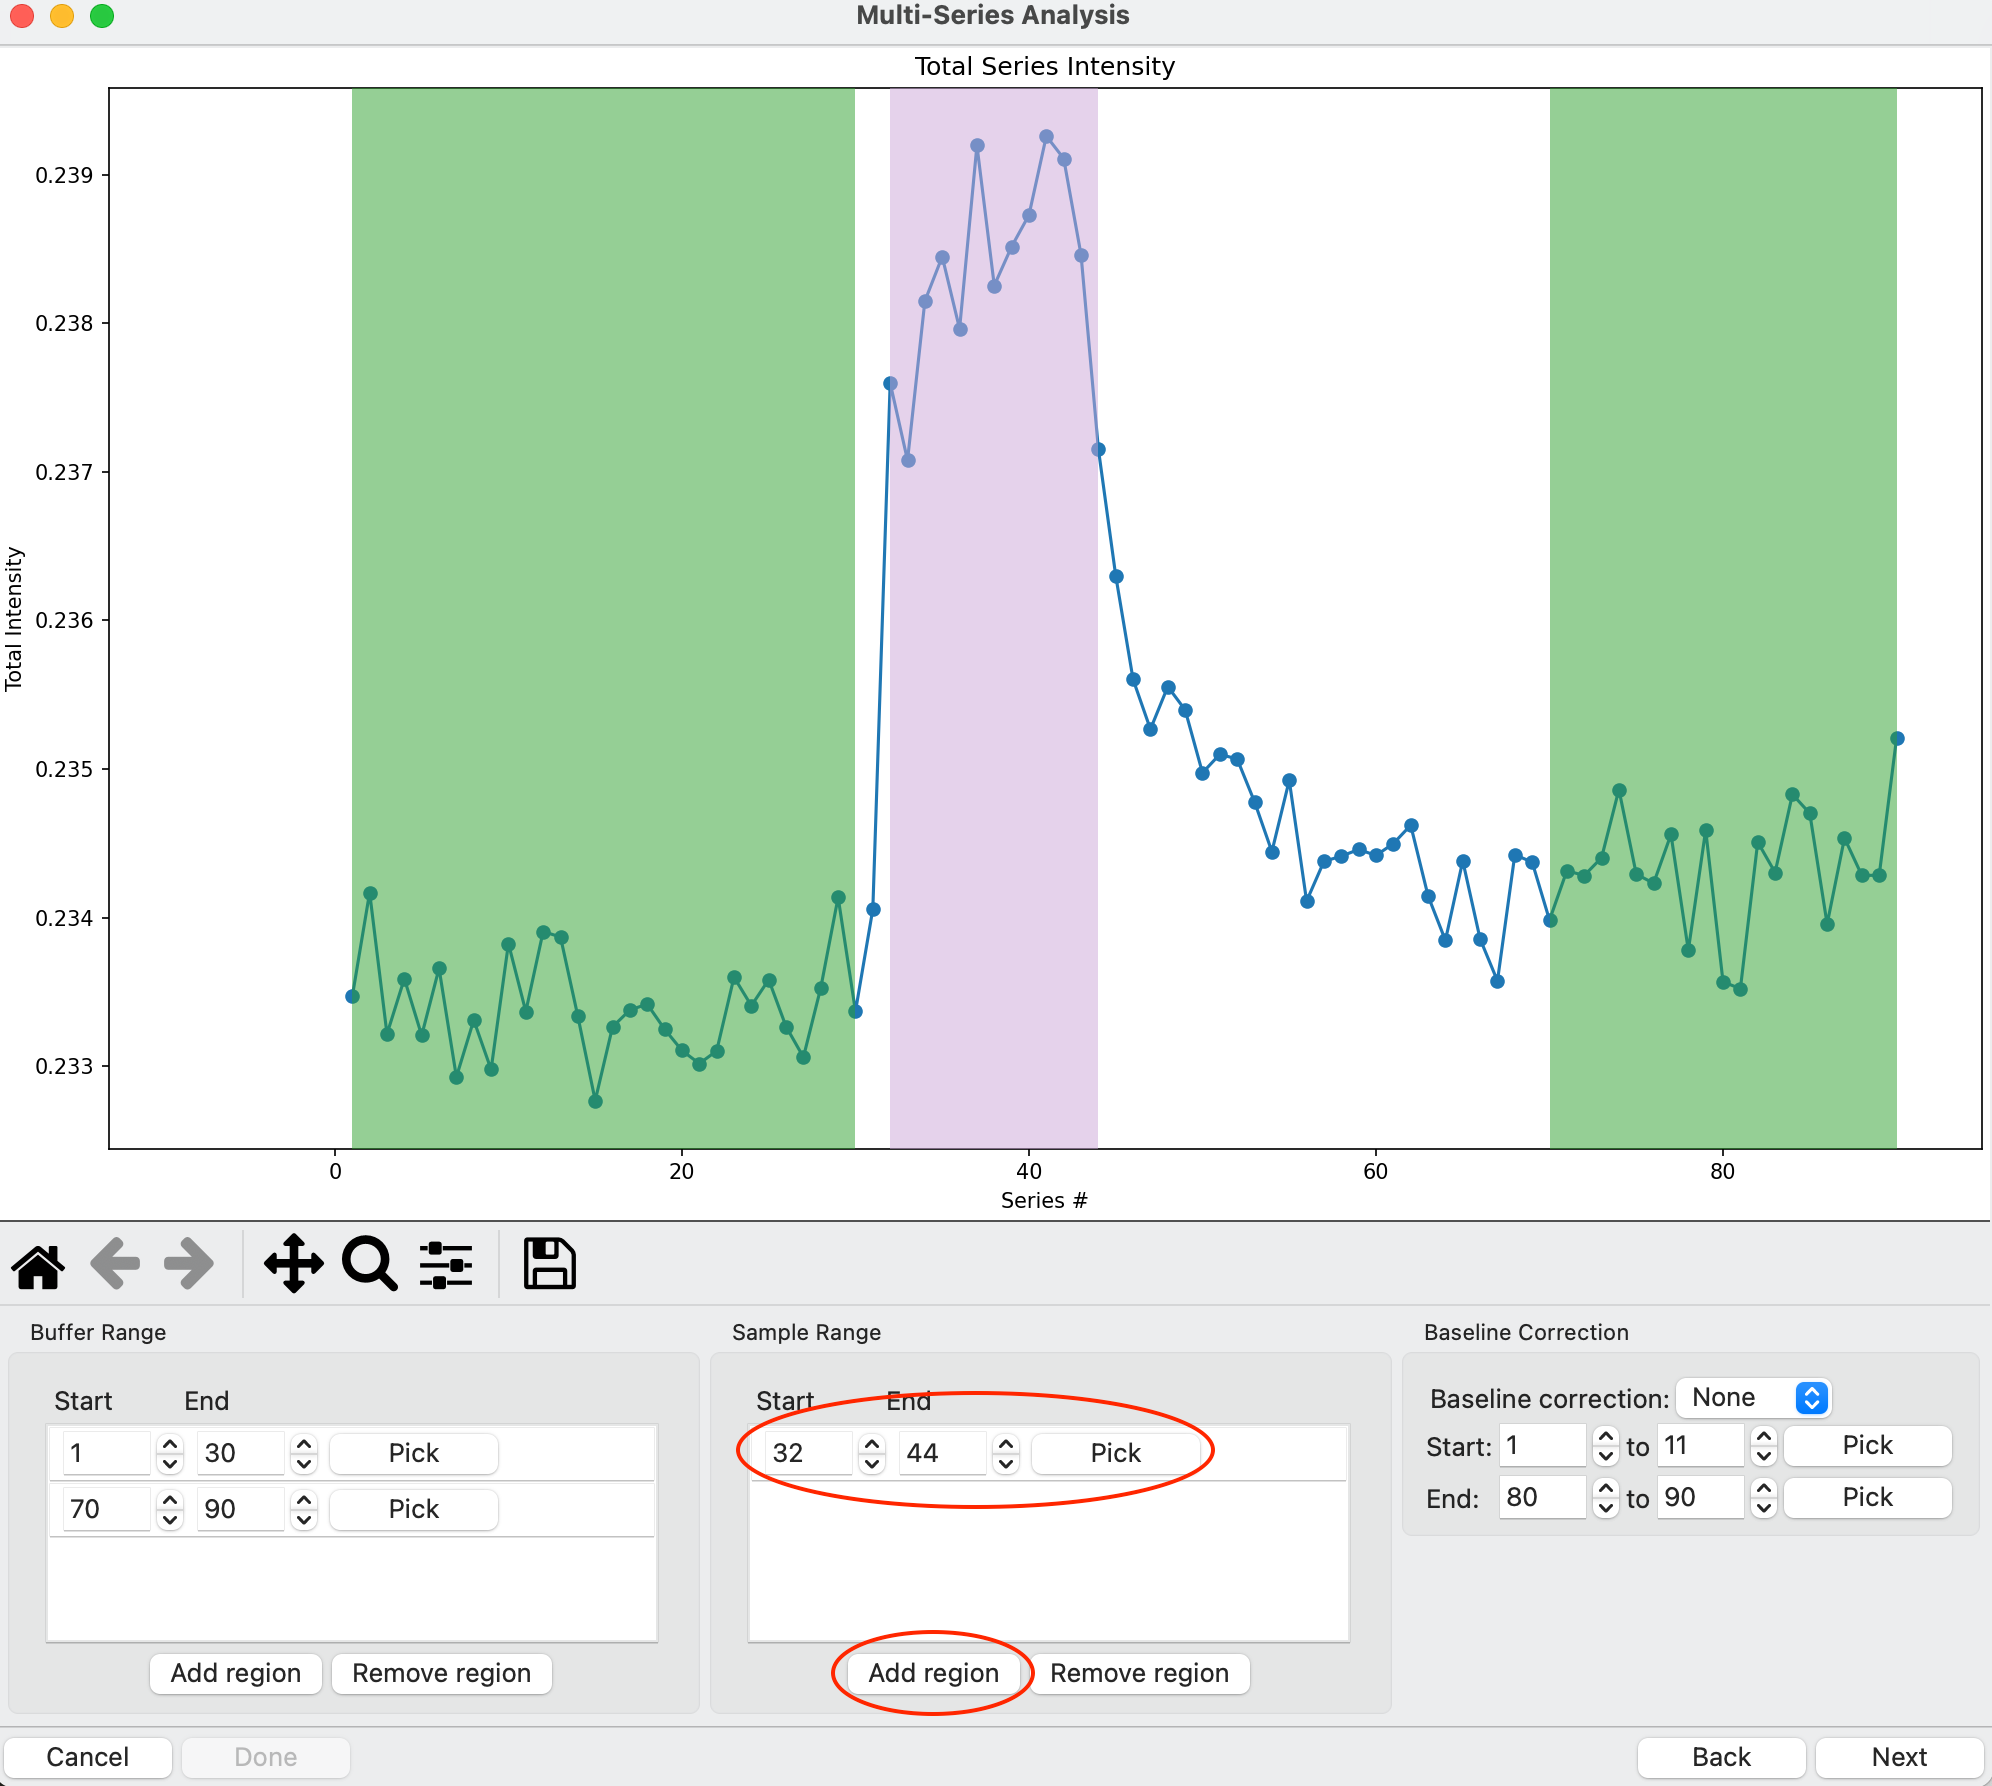 Multi-Series Analysis
Total Series Intensity
0.239
0.238
0.237
0.236
0.235
0.234
0.233
Total Intensity
0 20 40 60 80
Series #
Buffer Range Sample Range Baseline Correction
Start End Start End Baseline correction: None
1 30 Pick 32 44 Pick Start: 1 to 11 Pick
70 90 Pick End: 80 to 90 Pick
Add region Remove region Add region Remove region
Cancel Done Back Next